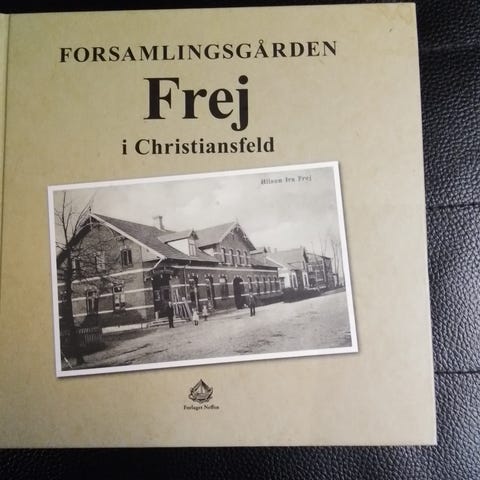 FORSAMLINGSGÅRDEN
Frej
i Christiansfeld
Hilsen fra Frej
Forlaget Neffen